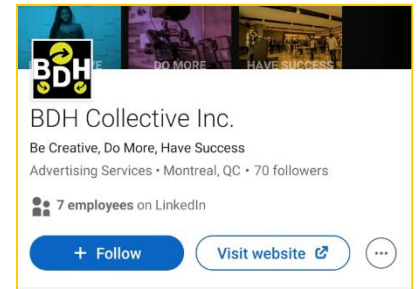 DO MORE
HAVE SUCCESS
BDH
BDH Collective Inc.
Be Creative, Do More, Have Success
Advertising Services • Montreal, QC • 70 followers
7 employees on LinkedIn
+ Follow
Visit website